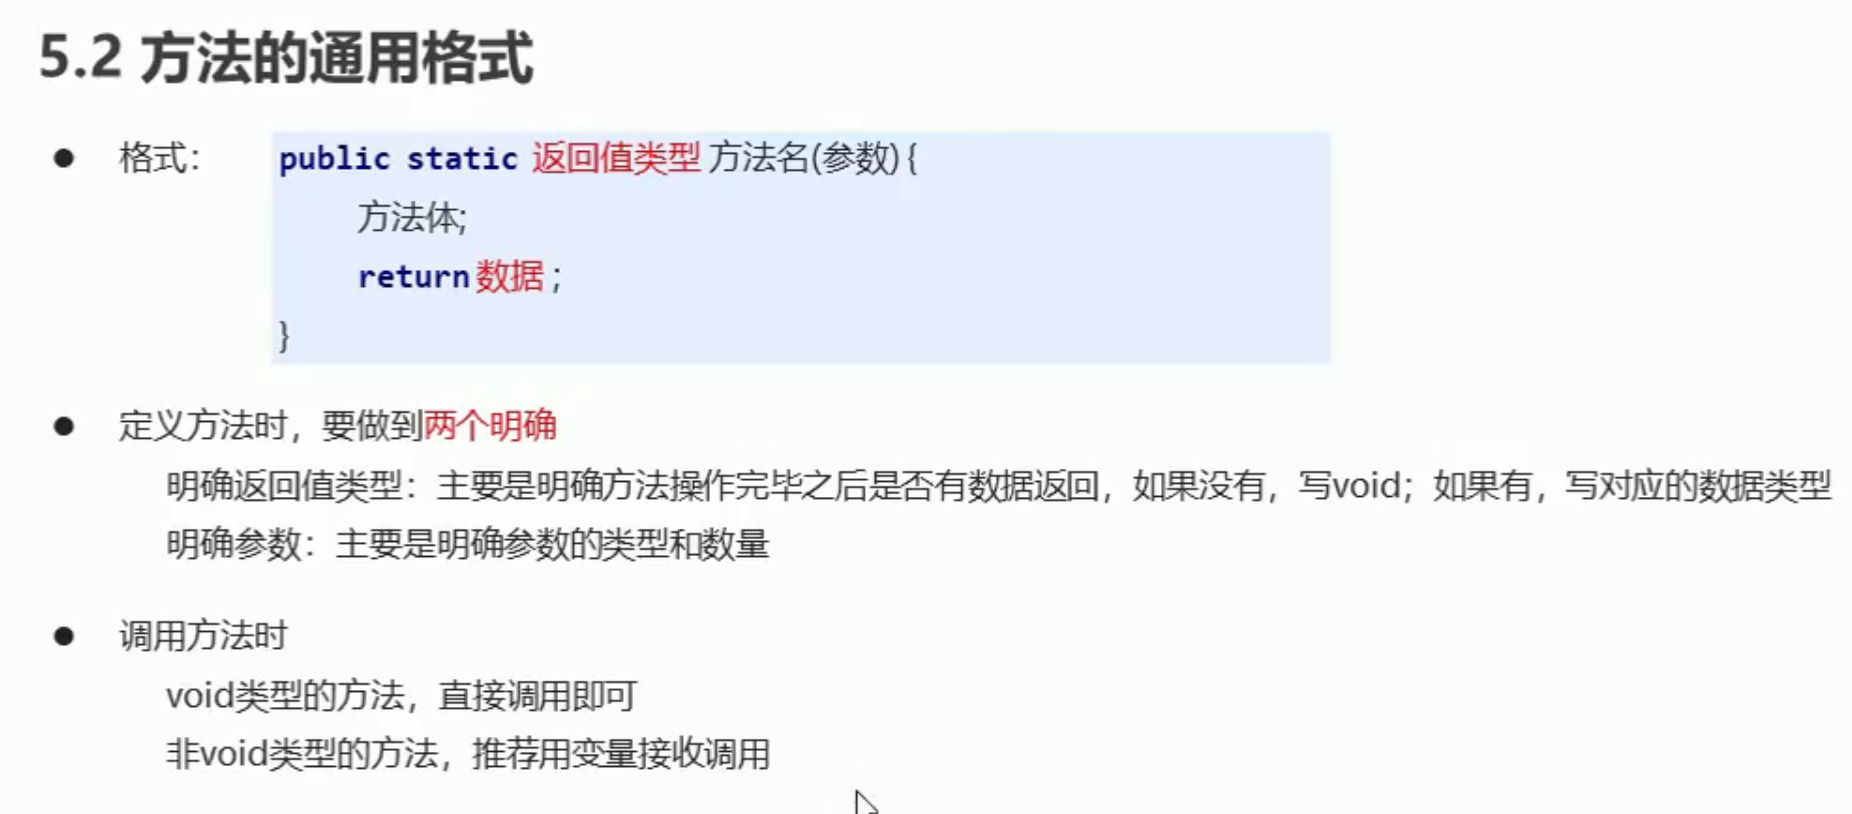 5.2 方法的通用格式
● 格式： public static 返回值类型 方法名(参数) {
方法体;
return 数据 ;
}
● 定义方法时，要做到两个明确
明确返回值类型：主要是明确方法操作完毕之后是否有数据返回，如果没有，写void；如果有，写对应的数据类型
明确参数：主要是明确参数的类型和数量
● 调用方法时
void类型的方法，直接调用即可
非void类型的方法，推荐用变量接收调用